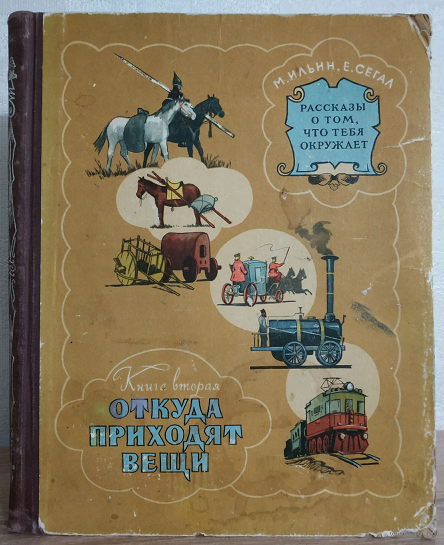 М. ИЛЬИН. Е. СЕГАЛ
РАССКАЗЫ
О ТОМ,
ЧТО ТЕБЯ
ОКРУЖАЕТ
Книга вторая
ОТКУДА
ПРИХОДЯТ
ВЕЩИ